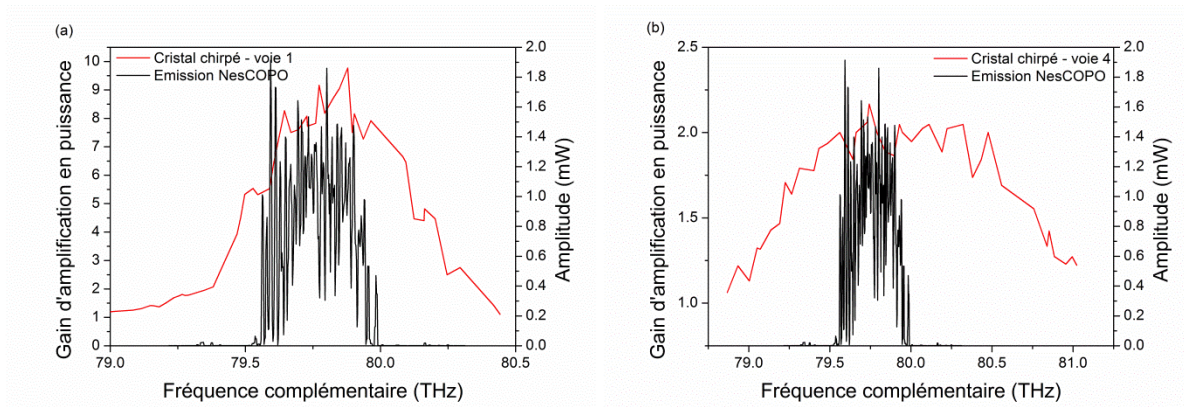 (a)
Cristal chirpé - voie 1
Emission NesCOPO
Gain d'amplification en puissance
10
9
8
7
6
5
4
3
2
1
0
2.0
1.8
1.6
1.4
1.2
1.0
0.8
0.6
0.4
0.2
0.0
Amplitude (mW)
79.0 79.5 80.0 80.5
Fréquence complémentaire (THz)
(b)
Cristal chirpé - voie 4
Emission NesCOPO
Gain d'amplification en puissance
2.5
2.0
1.5
1.0
2.0
1.8
1.6
1.4
1.2
1.0
0.8
0.6
0.4
0.2
0.0
Amplitude (mW)
79.0 79.5 80.0 80.5 81.0
Fréquence complémentaire (THz)